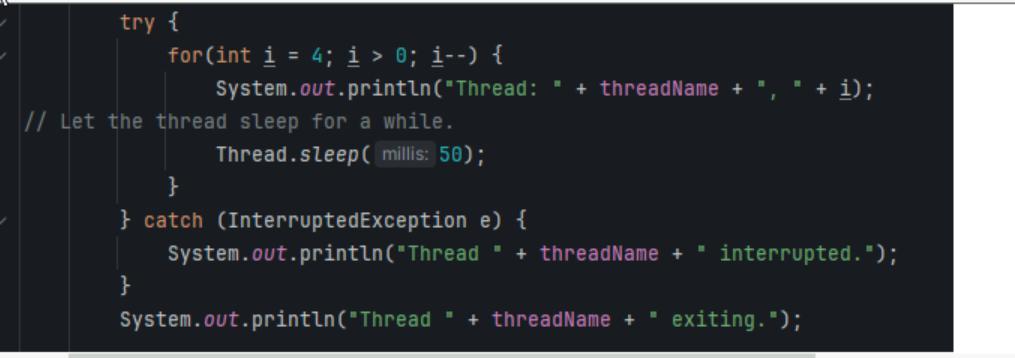 try {
for(int i = 4; i > 0; i--) {
System.out.println("Thread: " + threadName + ", " + i);
// Let the thread sleep for a while.
Thread.sleep( millis: 50);
}
} catch (InterruptedException e) {
System.out.println("Thread " + threadName + " interrupted.");
}
System.out.println("Thread " + threadName + " exiting.");